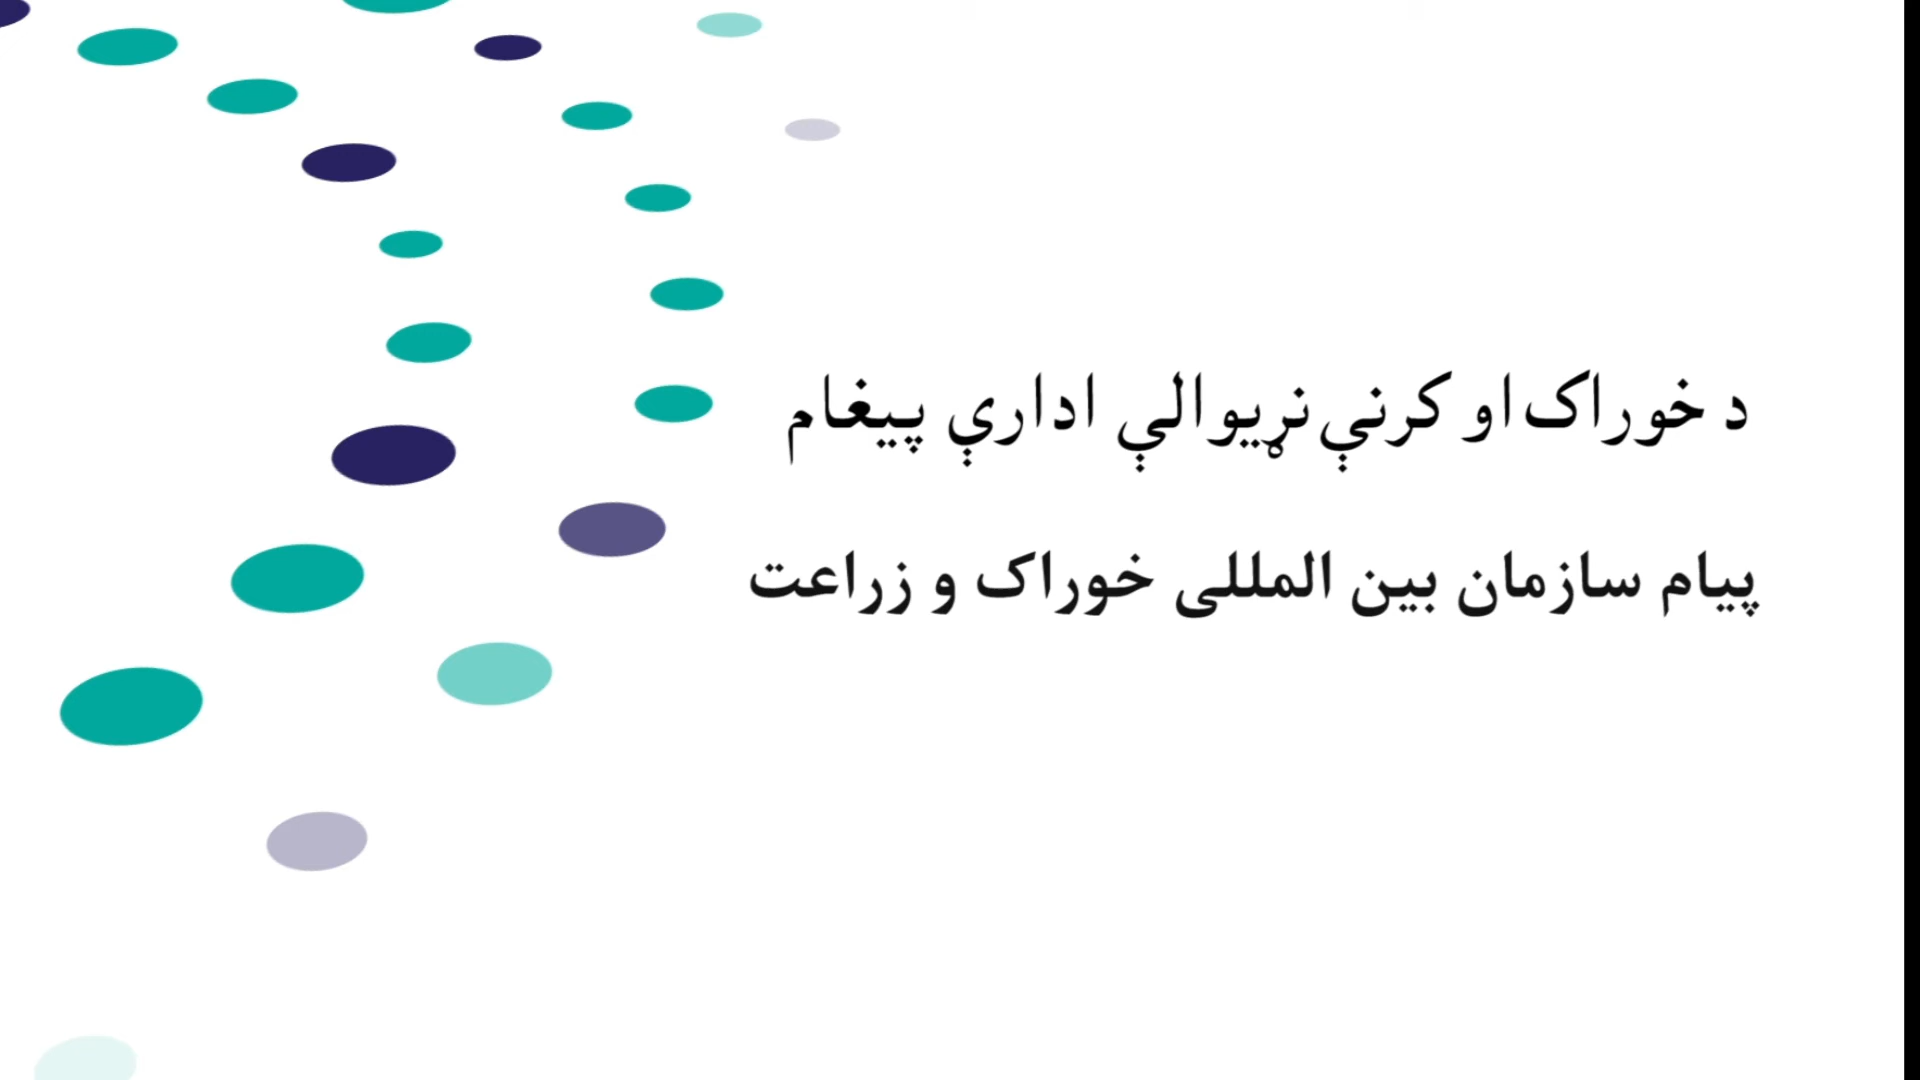 د خوراک او کرنې نړیوالې ادارې پیغام
پیام سازمان بین المللی خوراک و زراعت